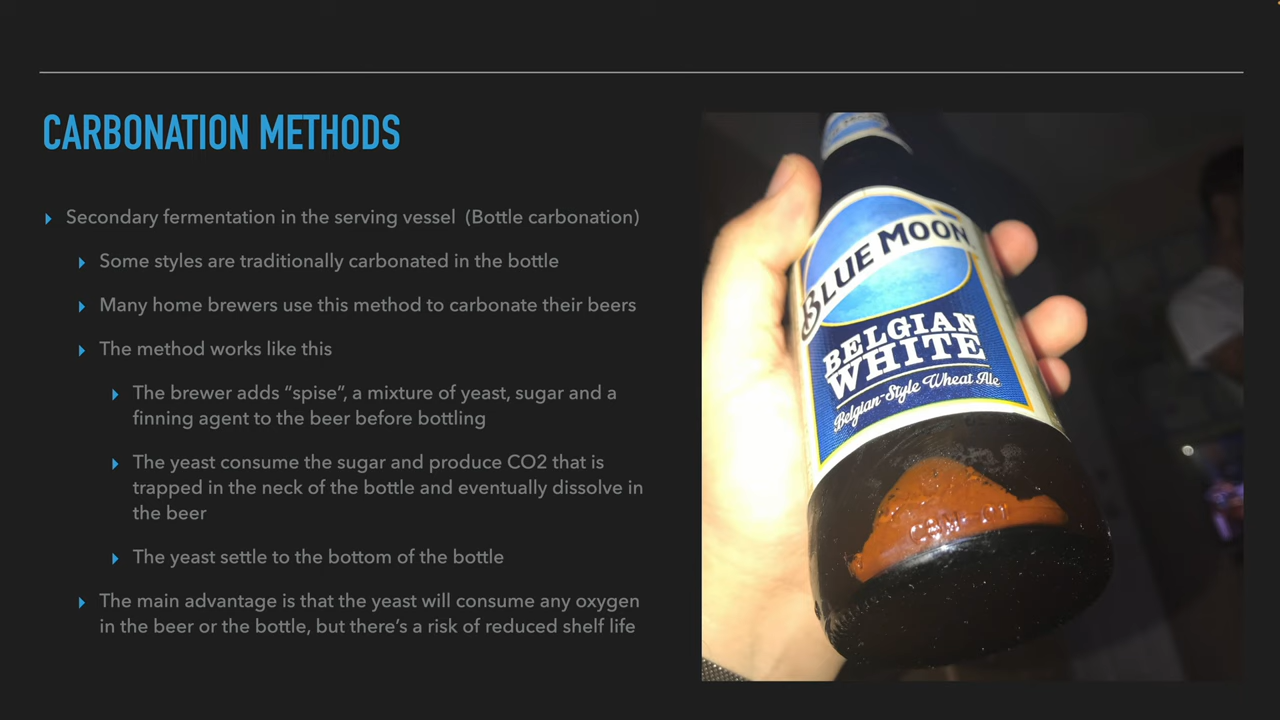 CARBONATION METHODS
Secondary fermentation in the serving vessel (Bottle carbonation)
Some styles are traditionally carbonated in the bottle
Many home brewers use this method to carbonate their beers
The method works like this
The brewer adds “spise”, a mixture of yeast, sugar and a
finning agent to the beer before bottling
The yeast consume the sugar and produce CO2 that is
trapped in the neck of the bottle and eventually dissolve in
the beer
The yeast settle to the bottom of the bottle
The main advantage is that the yeast will consume any oxygen
in the beer or the bottle, but there’s a risk of reduced shelf life
BLUE MOON
BELGIAN
WHITE
Belgian-Style Wheat Ale